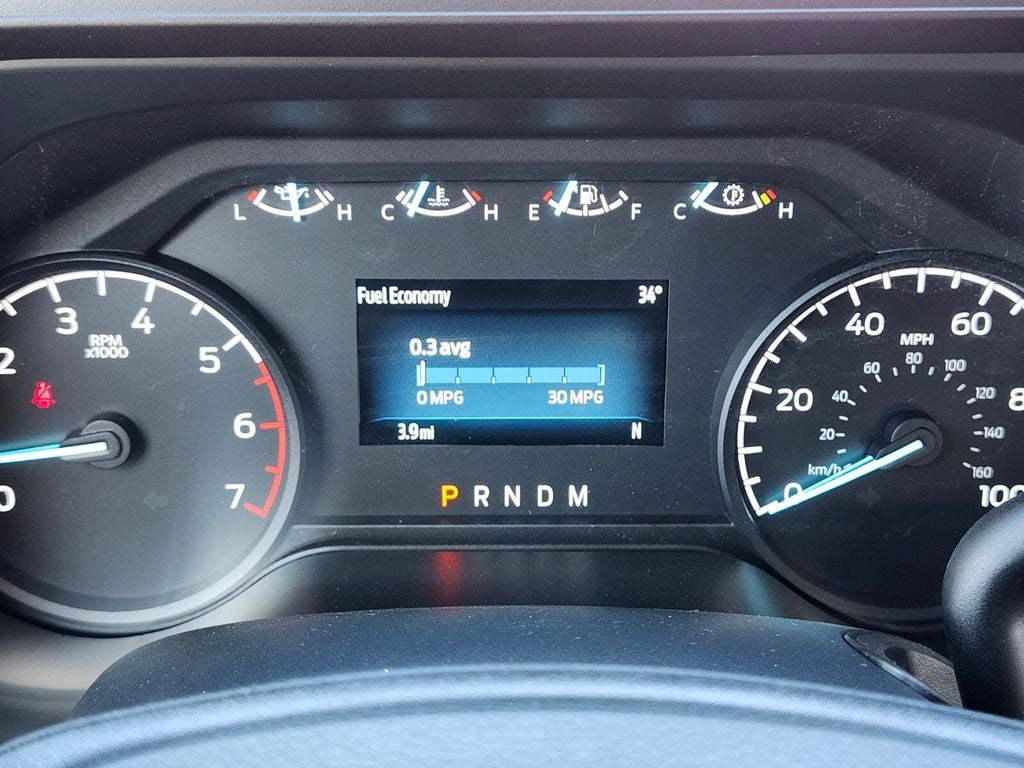 L H C H E F C H
Fuel Economy 34°
0.3 avg
0 MPG 30 MPG
3.9 mi N
P R N D M
0 2 3 4 5 6 7
RPM
x1000
0 20 40 60 8 100
MPH
20 40 60 80 100 120 140 160
km/h